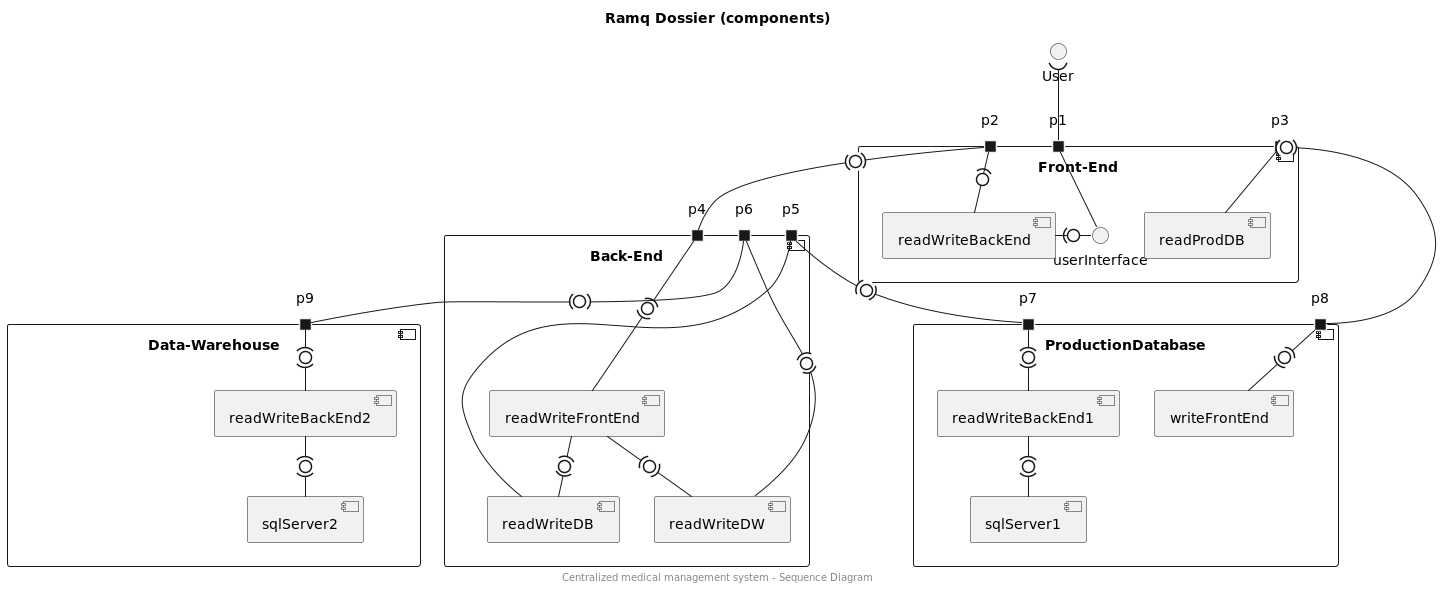 Ramq Dossier (components)
User
p2
p1
p3
Front-End
readWriteBackEnd
userInterface
readProdDB
p4
p6
p5
Back-End
readWriteFrontEnd
readWriteDB
readWriteDW
p9
Data-Warehouse
readWriteBackEnd2
sqlServer2
p7
p8
ProductionDatabase
readWriteBackEnd1
writeFrontEnd
sqlServer1
Centralized medical management system - Sequence Diagram